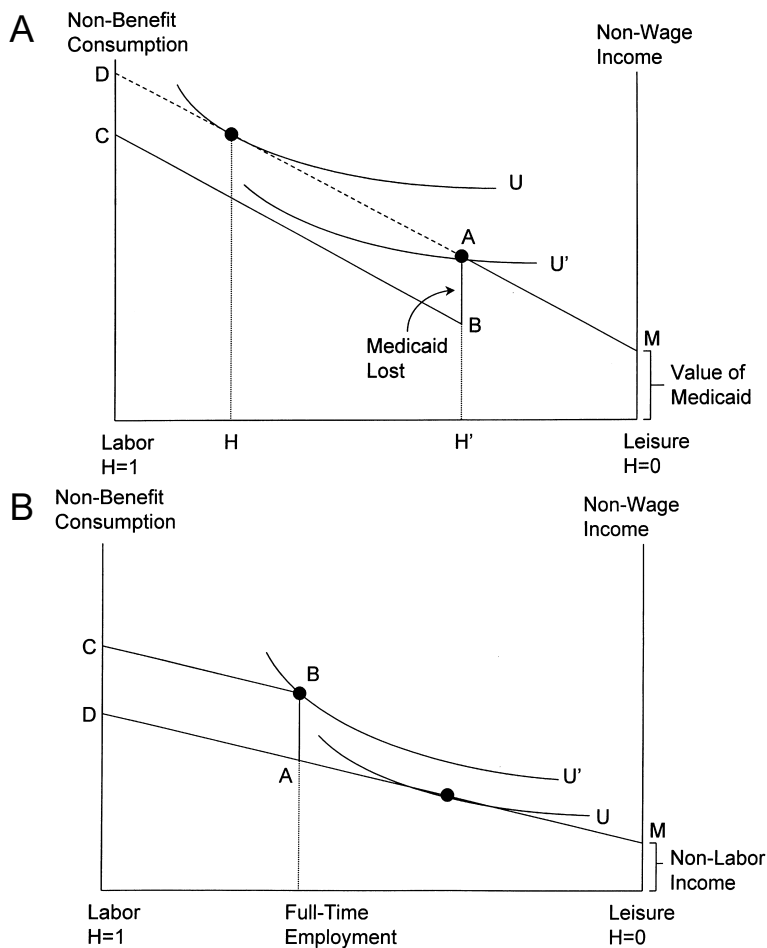 A
Non-Benefit
Consumption
Non-Wage
Income
D
C
U
A
U’
B
Medicaid
Lost
M
Value of
Medicaid
Labor
H=1
H
H’
Leisure
H=0
B
Non-Benefit
Consumption
Non-Wage
Income
C
B
D
A
U’
U
M
Non-Labor
Income
Labor
H=1
Full-Time
Employment
Leisure
H=0